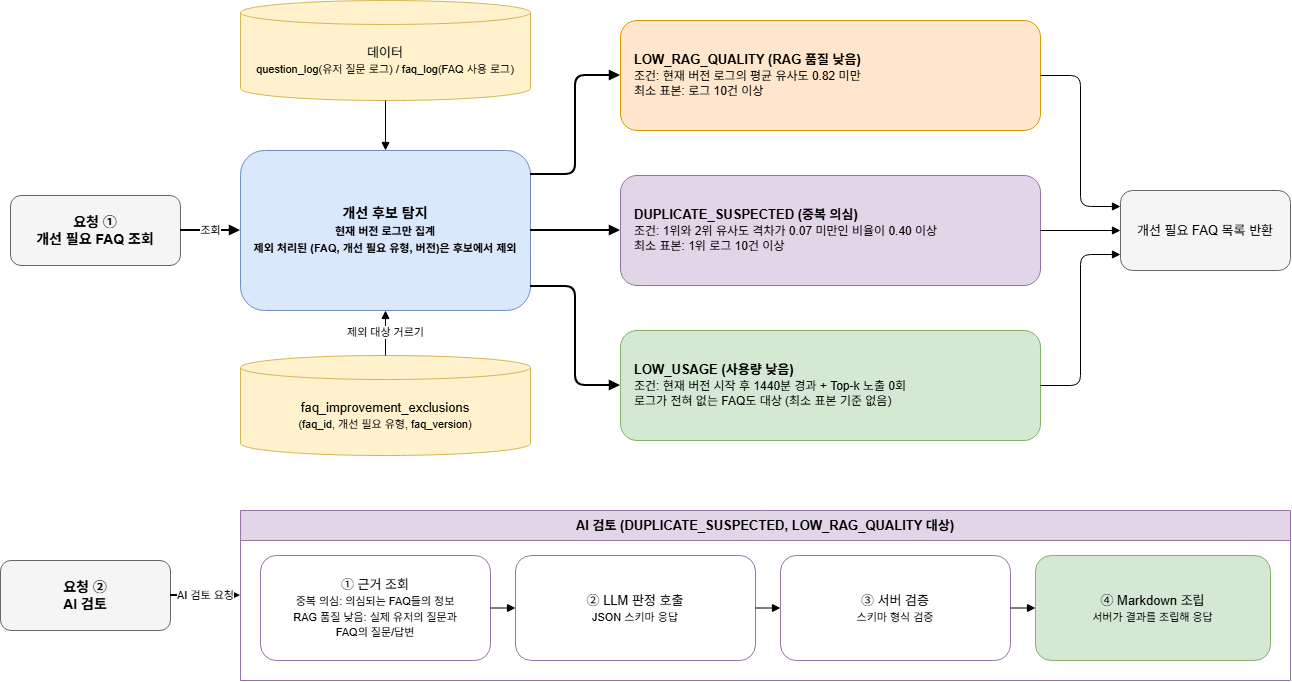 데이터
question_log(유저 질문 로그) / faq_log(FAQ 사용 로그)
요청 ①
개선 필요 FAQ 조회
조회
개선 후보 탐지
현재 버전 로그만 집계
제외 처리된 (FAQ, 개선 필요 유형, 버전)은 후보에서 제외
제외 대상 거르기
faq_improvement_exclusions
(faq_id, 개선 필요 유형, faq_version)
LOW_RAG_QUALITY (RAG 품질 낮음)
조건: 현재 버전 로그의 평균 유사도 0.82 미만
최소 표본: 로그 10건 이상
DUPLICATE_SUSPECTED (중복 의심)
조건: 1위와 2위 유사도 격차가 0.07 미만인 비율이 0.40 이상
최소 표본: 1위 로그 10건 이상
LOW_USAGE (사용량 낮음)
조건: 현재 버전 시작 후 1440분 경과 + Top-k 노출 0회
로그가 전혀 없는 FAQ도 대상 (최소 표본 기준 없음)
개선 필요 FAQ 목록 반환
요청 ②
AI 검토
AI 검토 요청
AI 검토 (DUPLICATE_SUSPECTED, LOW_RAG_QUALITY 대상)
① 근거 조회
중복 의심: 의심되는 FAQ들의 정보
RAG 품질 낮음: 실제 유저의 질문과
FAQ의 질문/답변
② LLM 판정 호출
JSON 스키마 응답
③ 서버 검증
스키마 형식 검증
④ Markdown 조립
서버가 결과를 조립해 응답